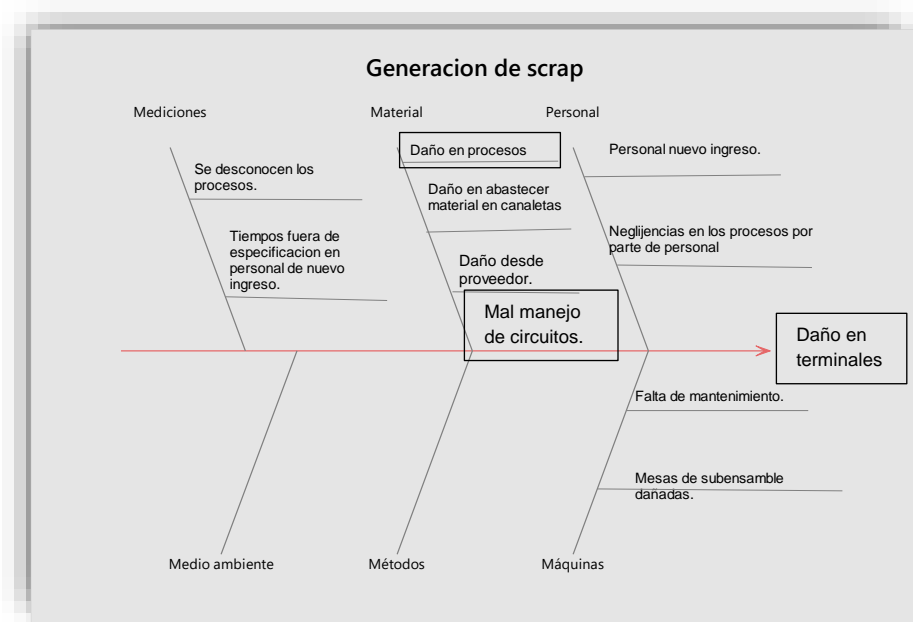 Generacion de scrap
Mediciones
Material
Personal
Se desconocen los
procesos.
Tiempos fuera de
especificacion en
personal de nuevo
ingreso.
Daño en procesos
Daño en abastecer
material en canaletas
Daño desde
proveedor.
Mal manejo
de circuitos.
Personal nuevo ingreso.
Neglijencias en los procesos por
parte de personal
Daño en
terminales
Falta de mantenimiento.
Mesas de subensamble
dañadas.
Medio ambiente
Métodos
Máquinas